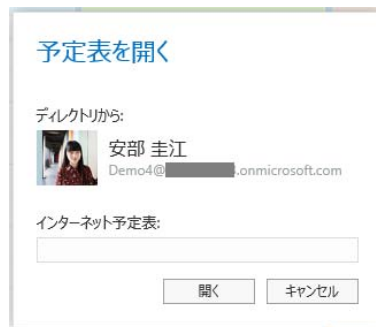 予定表を開く
ディレクトリから:
安部 圭江
Demo4@ .onmicrosoft.com
インターネット予定表:
開く キャンセル